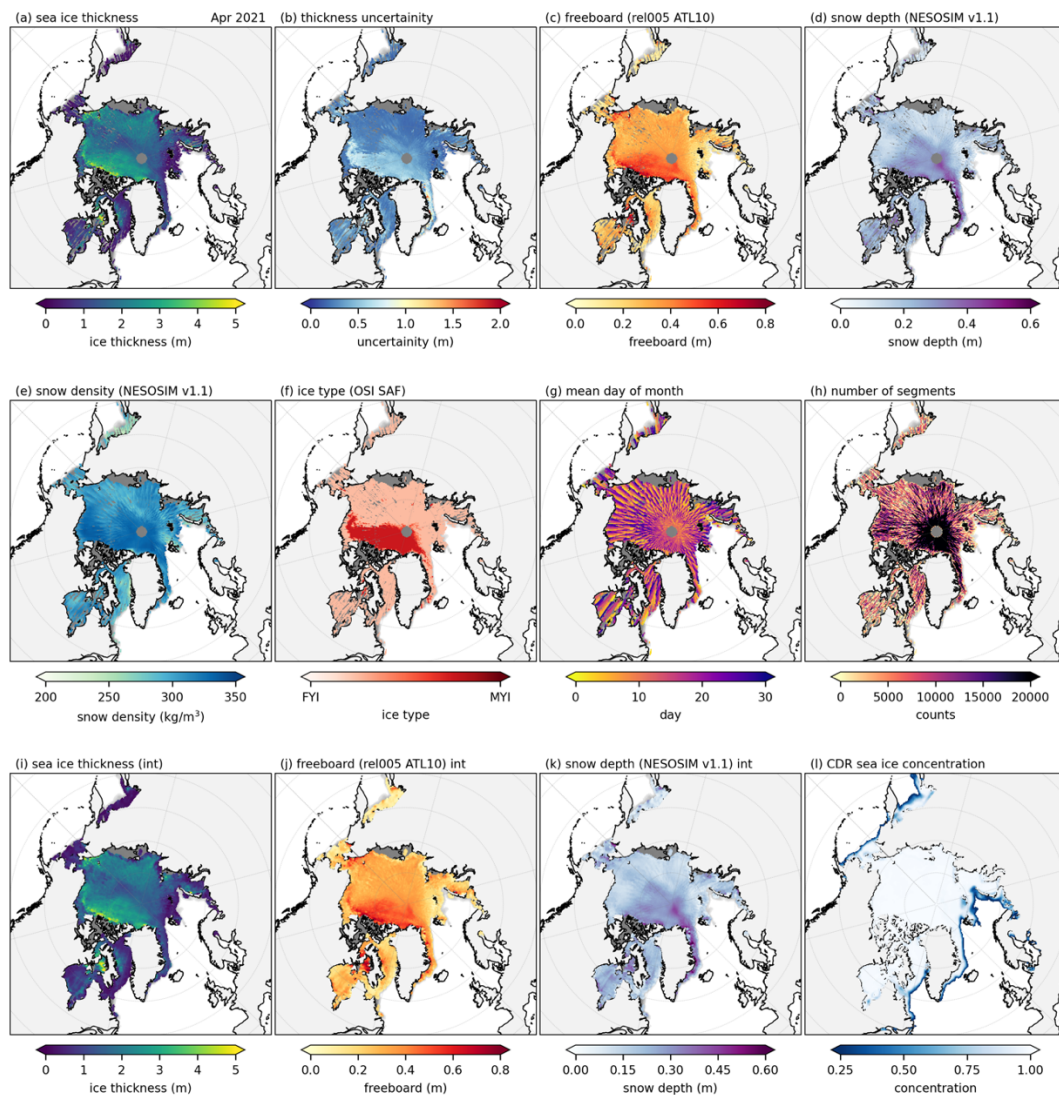 (a) sea ice thickness Apr 2021
(b) thickness uncertainty
(c) freeboard (rel005 ATL10)
(d) snow depth (NESOSIM v1.1)
0 1 2 3 4 5
ice thickness (m)
0.0 0.5 1.0 1.5 2.0
uncertainity (m)
0.0 0.2 0.4 0.6 0.8
freeboard (m)
0.0 0.2 0.4 0.6
snow depth (m)
(e) snow density (NESOSIM v1.1)
(f) ice type (OSI SAF)
(g) mean day of month
(h) number of segments
200 250 300 350
snow density (kg/m³)
FYI MYI
ice type
0 10 20 30
day
0 5000 10000 15000 20000
counts
(i) sea ice thickness (int)
(j) freeboard (rel005 ATL10) int
(k) snow depth (NESOSIM v1.1) int
(l) CDR sea ice concentration
0 1 2 3 4 5
ice thickness (m)
0.0 0.2 0.4 0.6 0.8
freeboard (m)
0.00 0.15 0.30 0.45 0.60
snow depth (m)
0.25 0.50 0.75 1.00
concentration